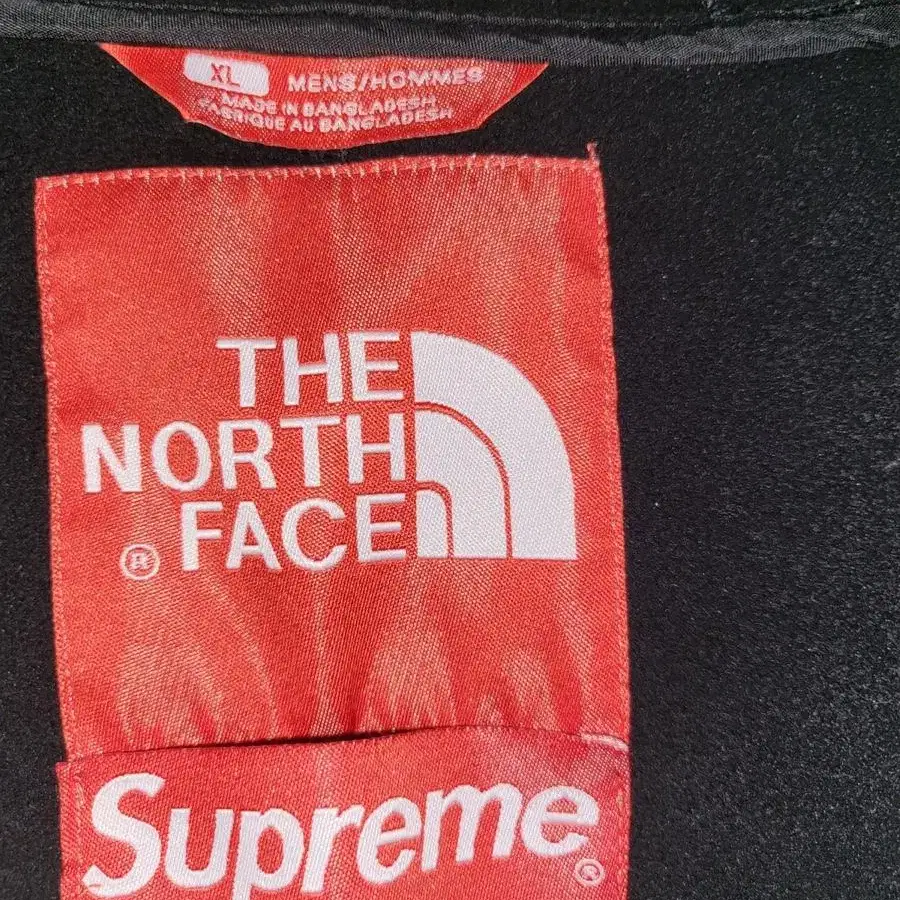 XL MENS/HOMMES
MADE IN BANGLADESH
FABRIQUE AU BANGLADESH
THE
NORTH
FACE
®
Supreme
®